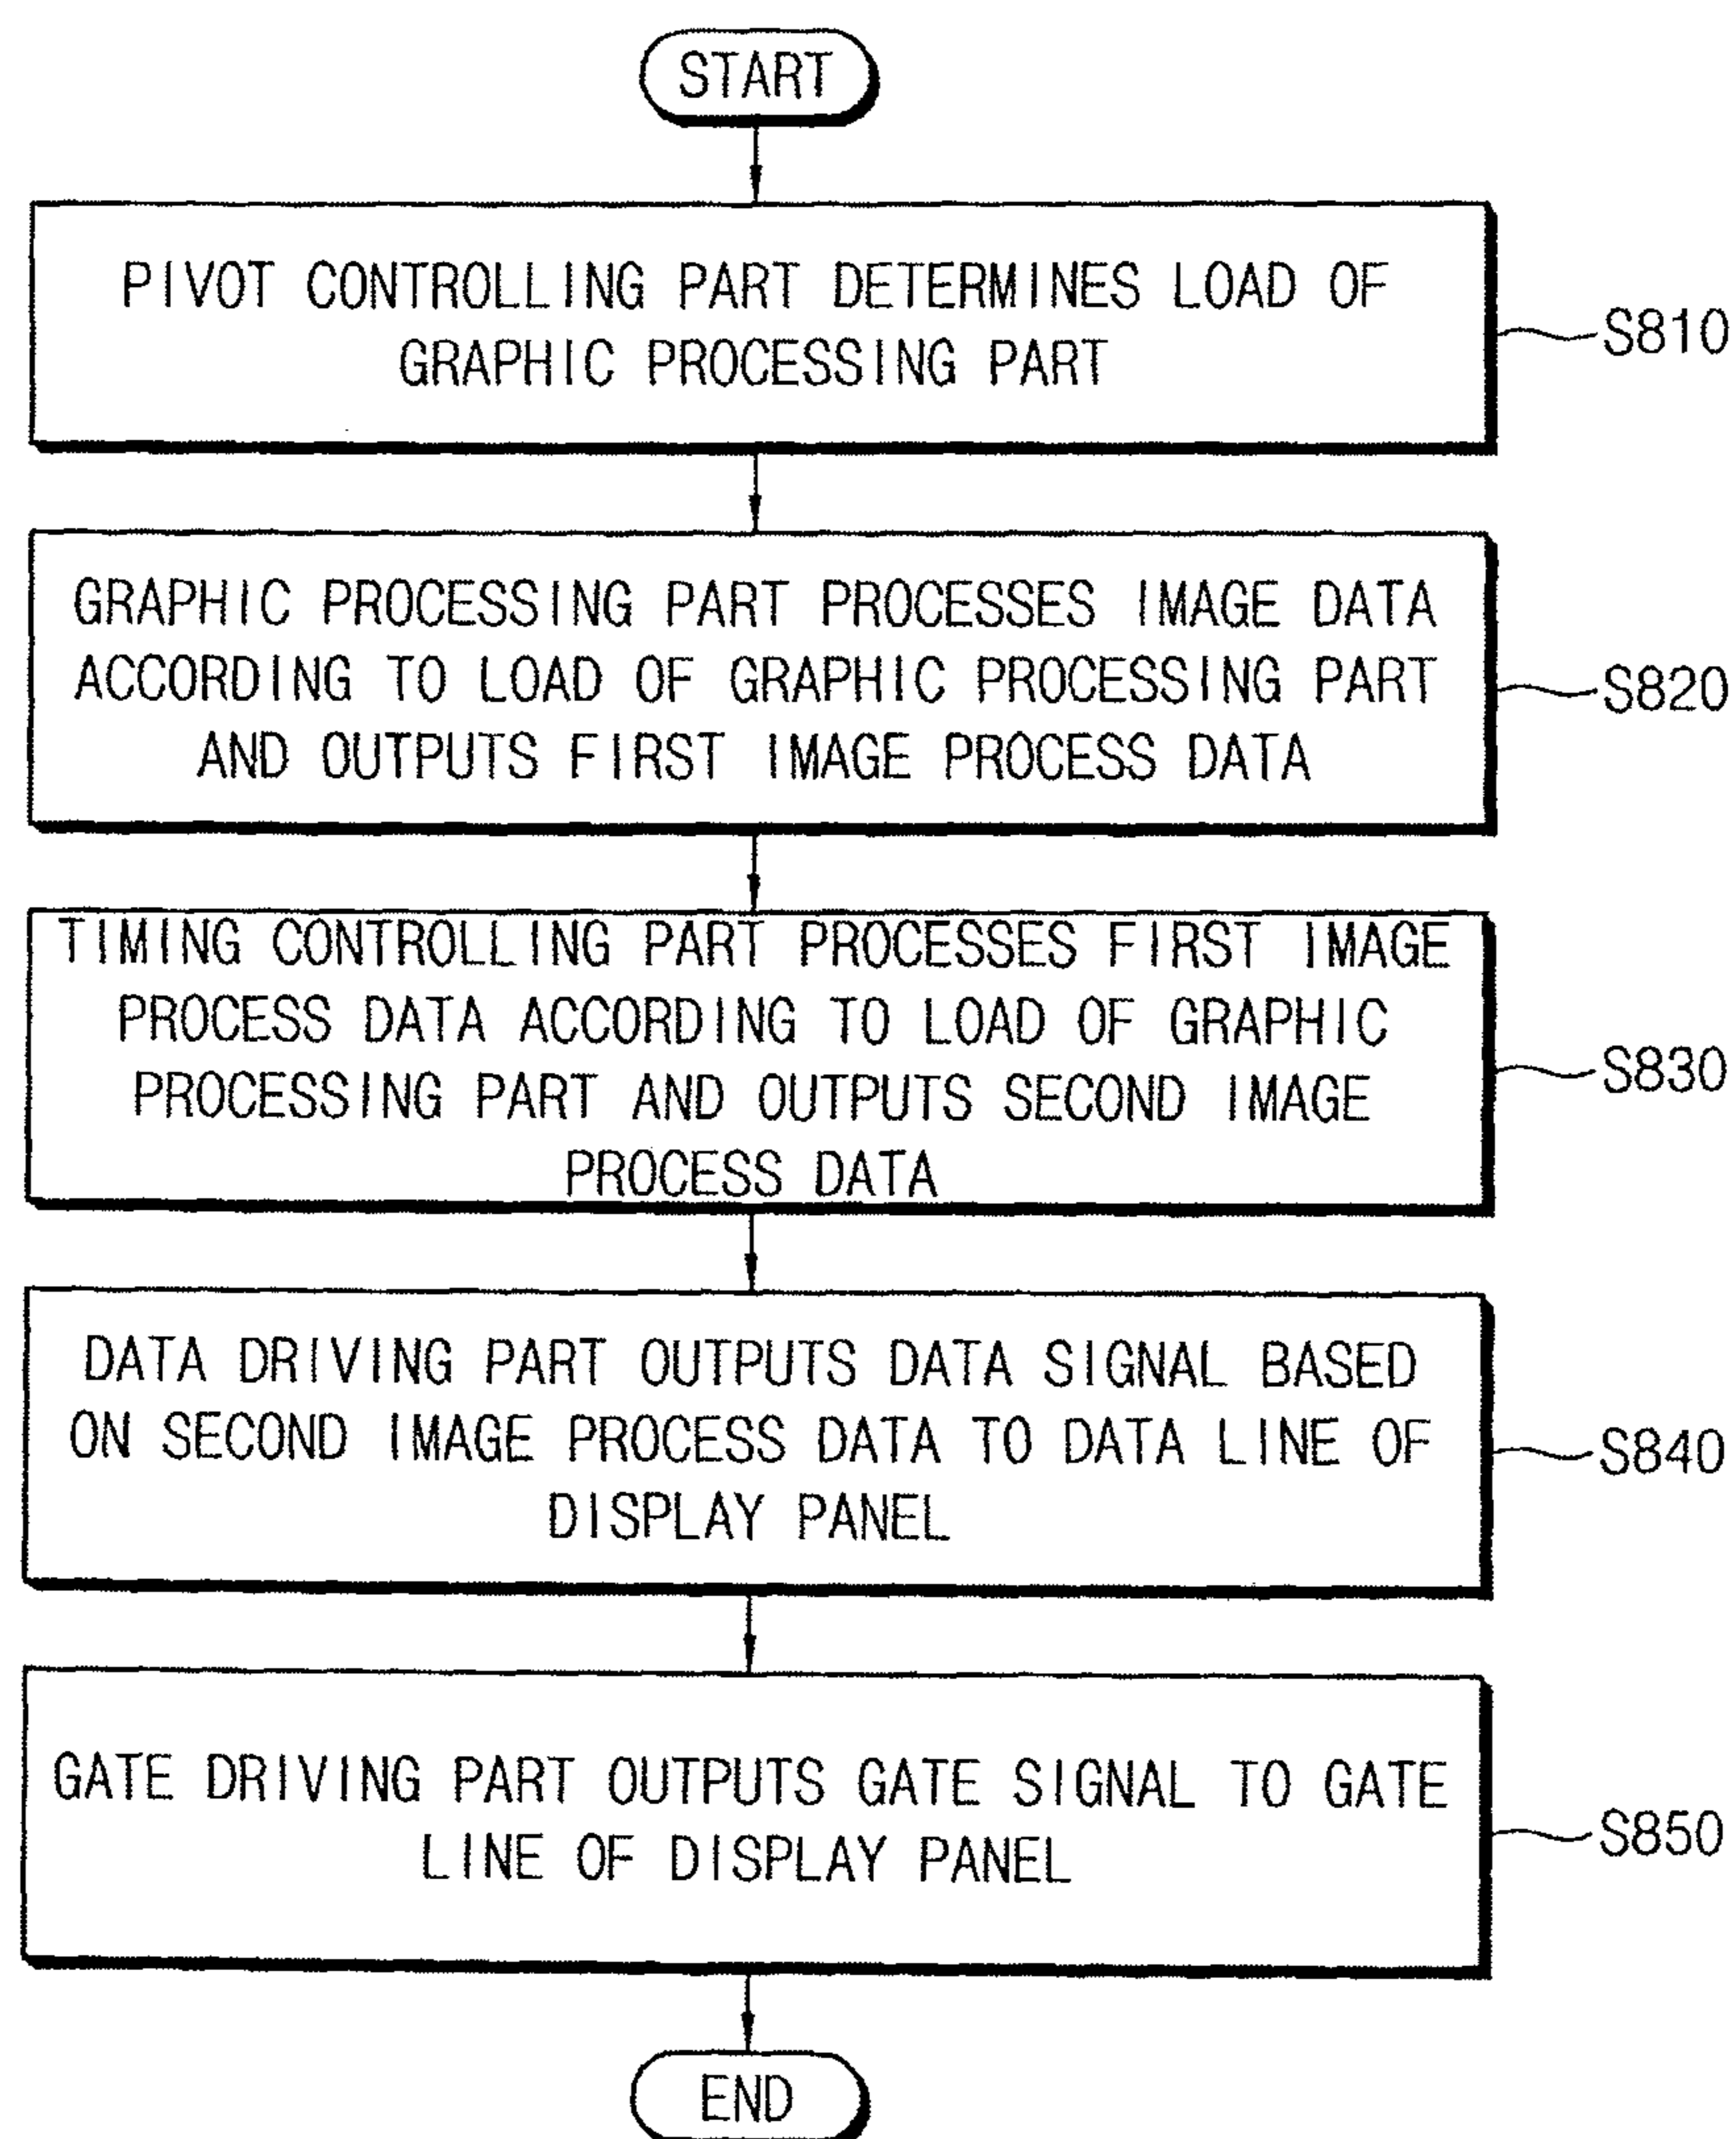 START
PIVOT CONTROLLING PART DETERMINES LOAD OF
GRAPHIC PROCESSING PART
S810
GRAPHIC PROCESSING PART PROCESSES IMAGE DATA
ACCORDING TO LOAD OF GRAPHIC PROCESSING PART
AND OUTPUTS FIRST IMAGE PROCESS DATA
S820
TIMING CONTROLLING PART PROCESSES FIRST IMAGE
PROCESS DATA ACCORDING TO LOAD OF GRAPHIC
PROCESSING PART AND OUTPUTS SECOND IMAGE
PROCESS DATA
S830
DATA DRIVING PART OUTPUTS DATA SIGNAL BASED
ON SECOND IMAGE PROCESS DATA TO DATA LINE OF
DISPLAY PANEL
S840
GATE DRIVING PART OUTPUTS GATE SIGNAL TO GATE
LINE OF DISPLAY PANEL
S850
END